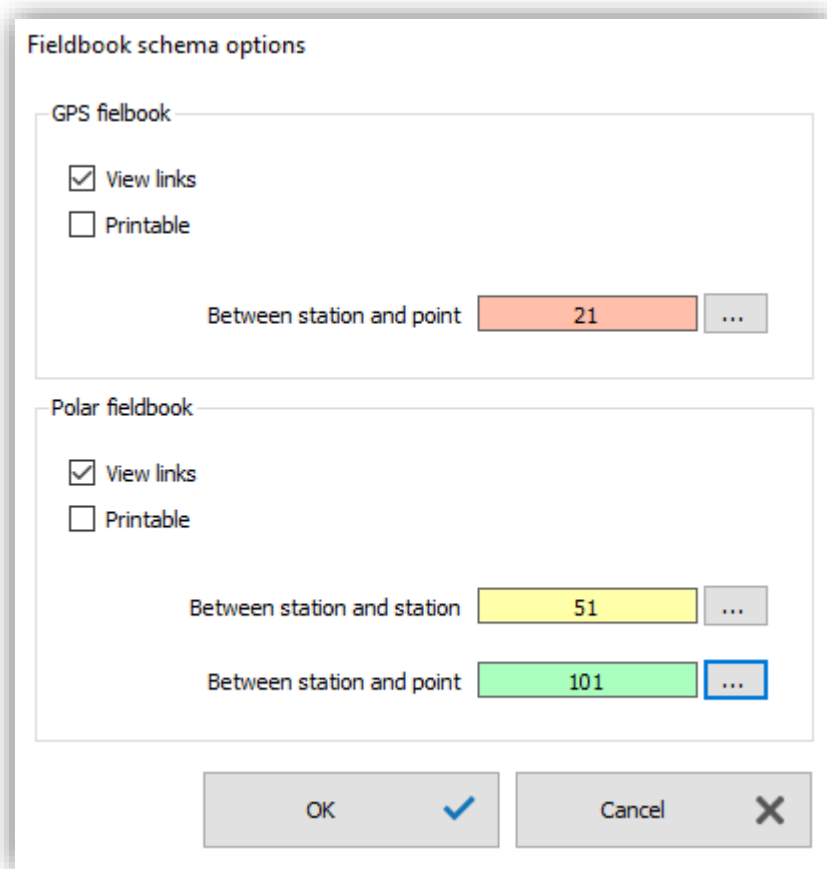 Fieldbook schema options
GPS fielbook
View links
Printable
Between station and point 21 ...
Polar fieldbook
View links
Printable
Between station and station 51 ...
Between station and point 101 ...
OK Cancel